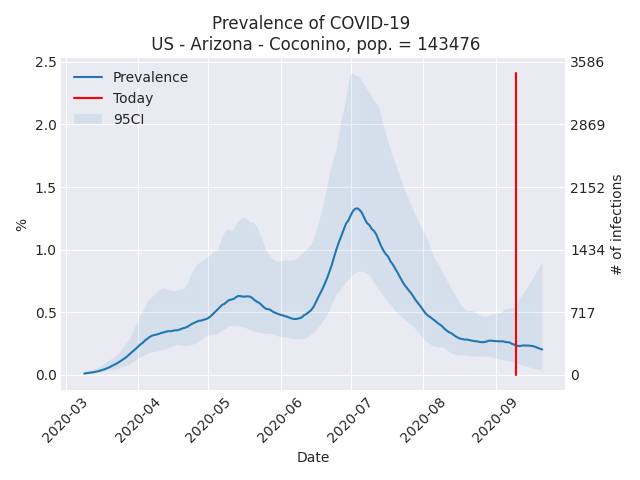 Prevalence of COVID-19
US - Arizona - Coconino, pop. = 143476
Prevalence
Today
95CI
2.5
2.0
1.5
1.0
0.5
0.0
%
3586
2869
2152
1434
717
0
# of infections
2020-03
2020-04
2020-05
2020-06
2020-07
2020-08
2020-09
Date